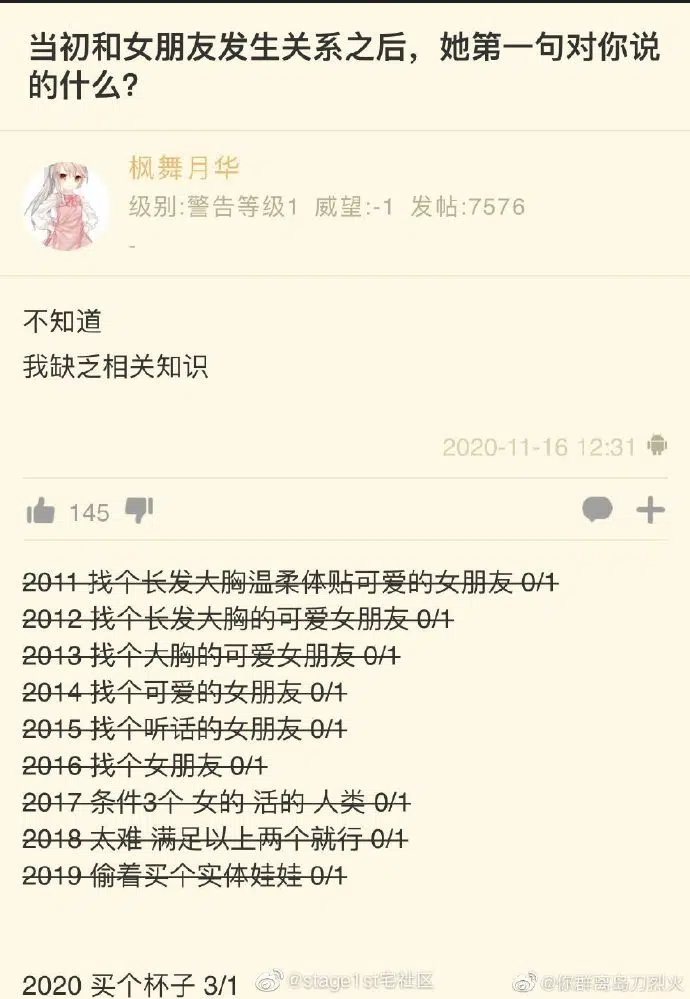 当初和女朋友发生关系之后，她第一句对你说
的什么？
枫舞月华
级别:警告等级1 威望:-1 发帖:7576
-
不知道
我缺乏相关知识
2020-11-16 12:31
145
2011 找个长发大胸温柔体贴可爱的女朋友 0/1
2012 找个长发大胸的可爱女朋友 0/1
2013 找个大胸的可爱女朋友 0/1
2014 找个可爱的女朋友 0/1
2015 找个听话的女朋友 0/1
2016 找个女朋友 0/1
2017 条件3个 女的 活的 人类 0/1
2018 太难 满足以上两个就行 0/1
2019 偷着买个实体娃娃 0/1
2020 买个杯子 3/1
@stage1st宅社区
@你群离岛刀烈火